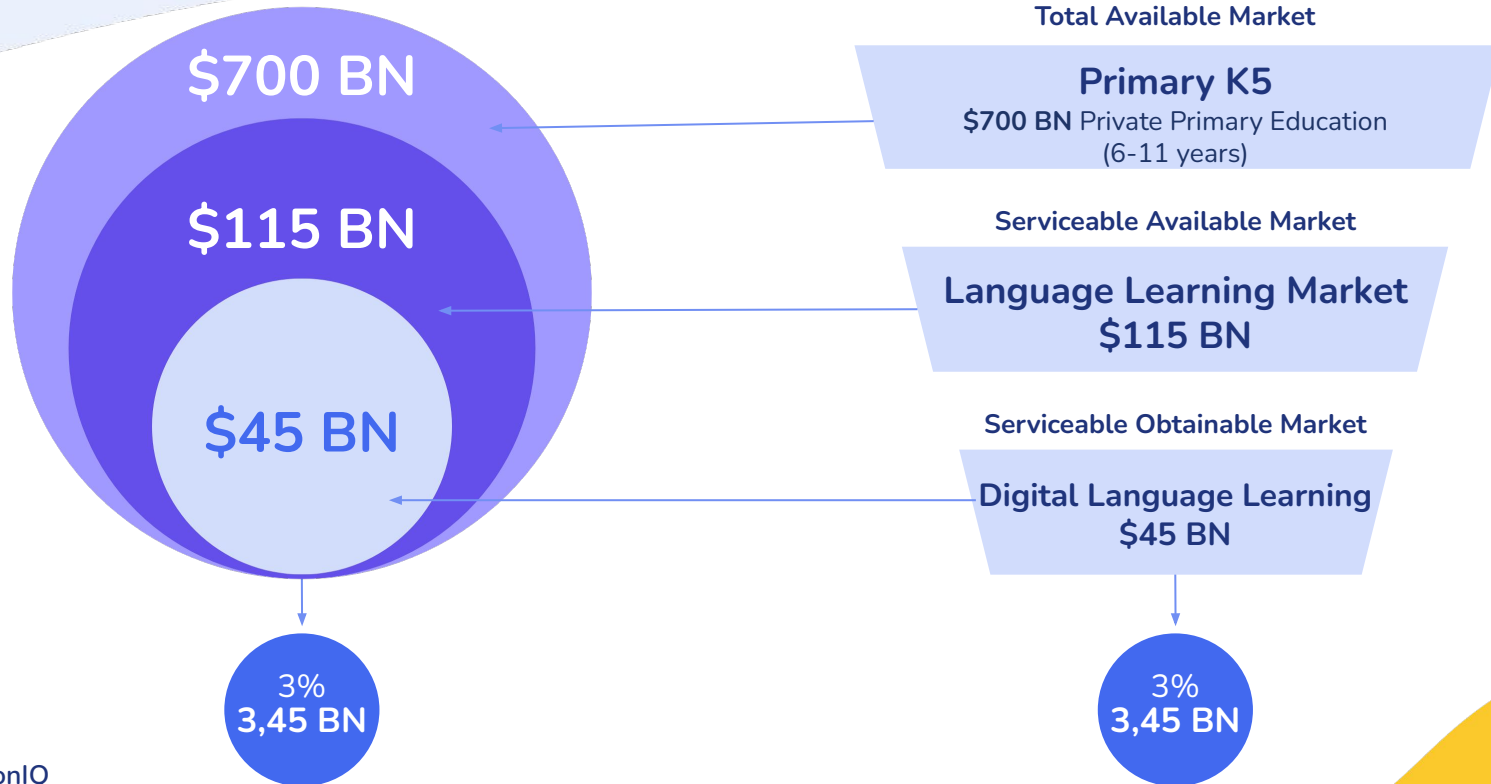 $700 BN
$115 BN
$45 BN
3%
3,45 BN
Total Available Market
Primary K5
$700 BN Private Primary Education
(6-11 years)
Serviceable Available Market
Language Learning Market
$115 BN
Serviceable Obtainable Market
Digital Language Learning
$45 BN
3%
3,45 BN